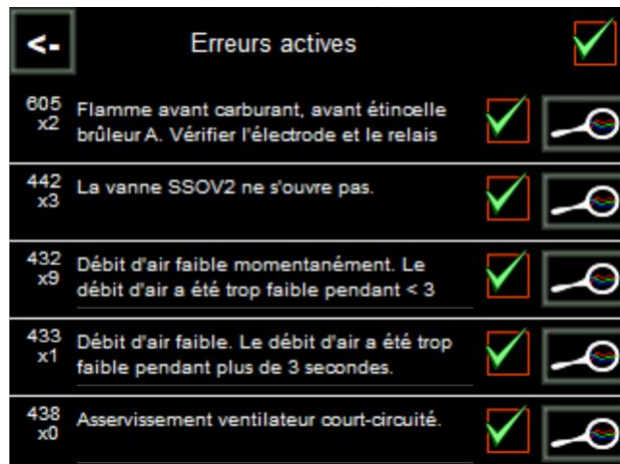 <- Erreurs actives
605 Flamme avant carburant, avant étincelle
x2 brûleur A. Vérifier l'électrode et le relais
442 La vanne SSOV2 ne s'ouvre pas.
x3
432 Débit d'air faible momentanément. Le
x9 débit d'air a été trop faible pendant < 3
433 Débit d'air faible. Le débit d'air a été trop
x1 faible pendant plus de 3 secondes.
438 Asservissement ventilateur court-circuité.
x0